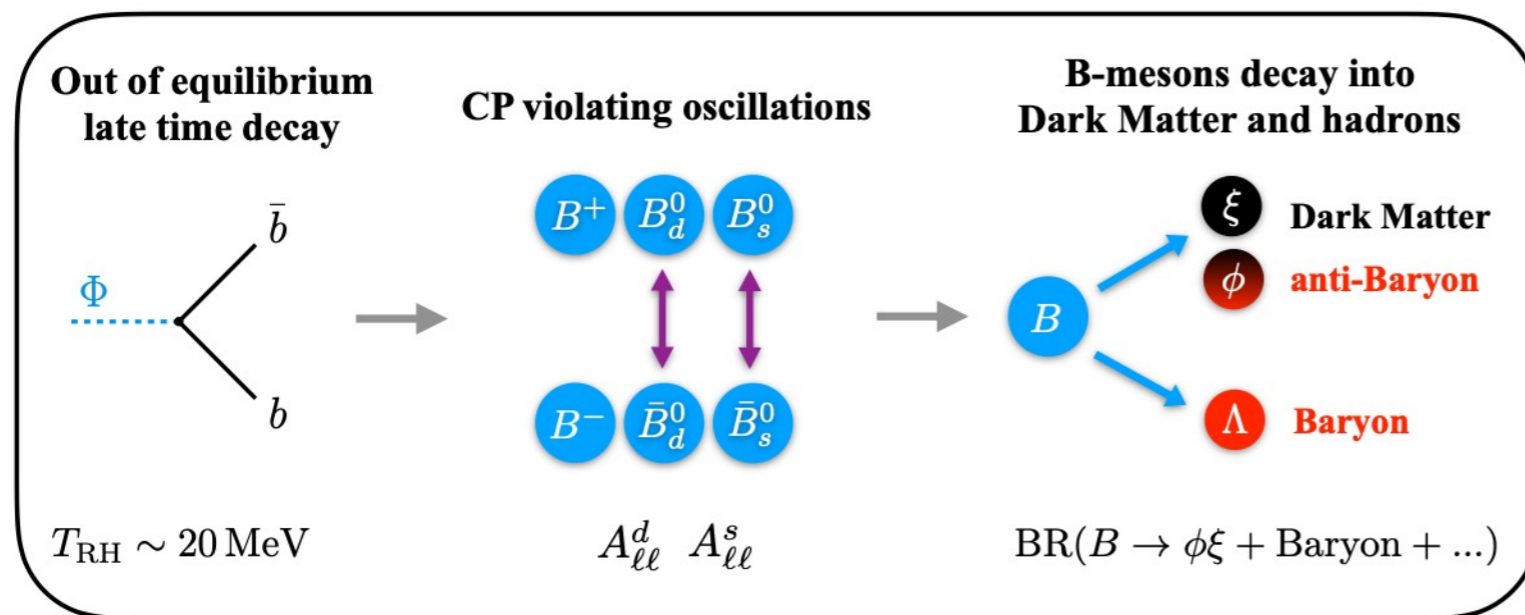 Out of equilibrium
late time decay
CP violating oscillations
B-mesons decay into
Dark Matter and hadrons
Φ
b̄
b
B⁺ B⁰_d B⁰_s
B⁻ B̄⁰_d B̄⁰_s
B
ξ Dark Matter
ϕ anti-Baryon
Λ Baryon
T_RH ∼ 20 MeV
A^d_ℓℓ A^s_ℓℓ
BR(B → ϕξ + Baryon + ...)